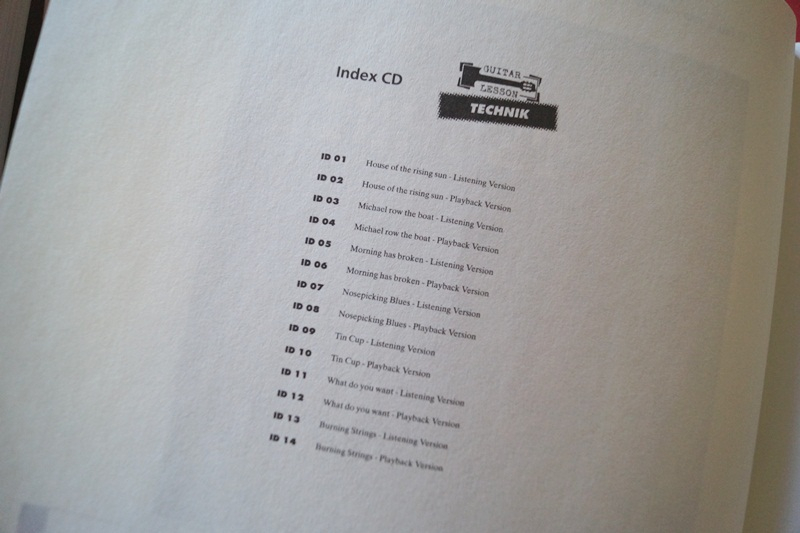 Index CD
GUITAR
LESSON
TECHNIK
ID 01 House of the rising sun - Listening Version
ID 02 House of the rising sun - Playback Version
ID 03 Michael row the boat - Listening Version
ID 04 Michael row the boat - Playback Version
ID 05 Morning has broken - Listening Version
ID 06 Morning has broken - Playback Version
ID 07 Nosepicking Blues - Listening Version
ID 08 Nosepicking Blues - Playback Version
ID 09 Tin Cup - Listening Version
ID 10 Tin Cup - Playback Version
ID 11 What do you want - Listening Version
ID 12 What do you want - Playback Version
ID 13 Burning Strings - Listening Version
ID 14 Burning Strings - Playback Version